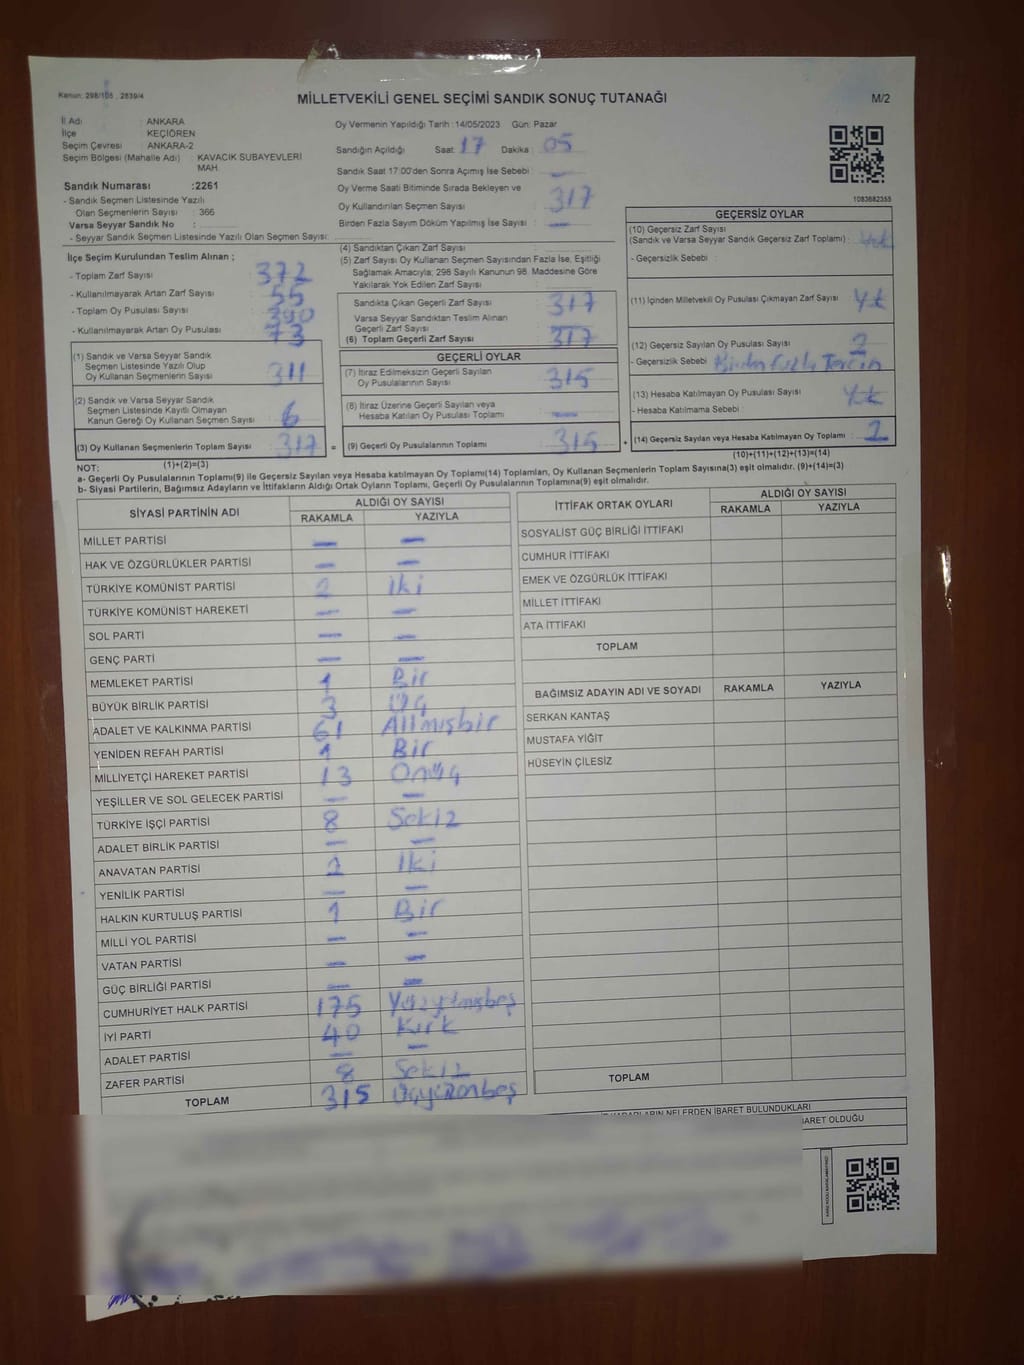 Kanun: 298/105, 2839/4
MİLLETVEKİLİ GENEL SEÇİMİ SANDIK SONUÇ TUTANAĞI
M/2
İl Adı : ANKARA
İlçe : KEÇİÖREN
Seçim Çevresi : ANKARA-2
Seçim Bölgesi (Mahalle Adı) : KAVACIK SUBAYEVLERİ
MAH.
Sandık Numarası :2261
- Sandık Seçmen Listesinde Yazılı
Olan Seçmenlerin Sayısı : 366
Varsa Seyyar Sandık No :
- Seyyar Sandık Seçmen Listesinde Yazılı Olan Seçmen Sayısı:
Oy Vermenin Yapıldığı Tarih : 14/05/2023 Gün: Pazar
Sandığın Açıldığı Saat: 17 Dakika : 05
Sandık Saat 17:00'den Sonra Açılmış İse Sebebi : —
Oy Verme Saati Bitiminde Sırada Bekleyen ve
Oy Kullandırılan Seçmen Sayısı : 317
Birden Fazla Sayım Döküm Yapılmış İse Sayısı : —
1083682355
İlçe Seçim Kurulundan Teslim Alınan ;
- Toplam Zarf Sayısı : 372
- Kullanılmayarak Artan Zarf Sayısı : 55
- Toplam Oy Pusulası Sayısı : 390
- Kullanılmayarak Artan Oy Pusulası : 73
(1) Sandık ve Varsa Seyyar Sandık
Seçmen Listesinde Yazılı Olup
Oy Kullanan Seçmenlerin Sayısı : 311
(2) Sandık ve Varsa Seyyar Sandık
Seçmen Listesinde Kayıtlı Olmayan
Kanun Gereği Oy Kullanan Seçmen Sayısı : 6
(3) Oy Kullanan Seçmenlerin Toplam Sayısı : 317 =
(1)+(2)=(3)
(4) Sandıktan Çıkan Zarf Sayısı :
(5) Zarf Sayısı Oy Kullanan Seçmen Sayısından Fazla İse, Eşitliği
Sağlamak Amacıyla; 298 Sayılı Kanunun 98. Maddesine Göre
Yakılarak Yok Edilen Zarf Sayısı :
Sandıkta Çıkan Geçerli Zarf Sayısı : 317
Varsa Seyyar Sandıktan Teslim Alınan
Geçerli Zarf Sayısı :
(6) Toplam Geçerli Zarf Sayısı : 317
GEÇERLİ OYLAR
(7) İtiraz Edilmeksizin Geçerli Sayılan
Oy Pusulalarının Sayısı : 315
(8) İtiraz Üzerine Geçerli Sayılan veya
Hesaba Katılan Oy Pusulası Toplamı : —
(9) Geçerli Oy Pusulalarının Toplamı : 315 +
GEÇERSİZ OYLAR
(10) Geçersiz Zarf Sayısı
(Sandık ve Varsa Seyyar Sandık Geçersiz Zarf Toplamı) : Yok
- Geçersizlik Sebebi :
(11) İçinden Milletvekili Oy Pusulası Çıkmayan Zarf Sayısı : Yok
(12) Geçersiz Sayılan Oy Pusulası Sayısı : 2
- Geçersizlik Sebebi : Birden Fazla Tercih
(13) Hesaba Katılmayan Oy Pusulası Sayısı : Yok
- Hesaba Katılmama Sebebi :
(14) Geçersiz Sayılan veya Hesaba Katılmayan Oy Toplamı : 2
(10)+(11)+(12)+(13)=(14)
NOT:
a- Geçerli Oy Pusulalarının Toplamı(9) ile Geçersiz Sayılan veya Hesaba katılmayan Oy Toplamı(14) Toplamları, Oy Kullanan Seçmenlerin Toplam Sayısına(3) eşit olmalıdır. (9)+(14)=(3)
b- Siyasi Partilerin, Bağımsız Adayların ve İttifakların Aldığı Ortak Oyların Toplamı, Geçerli Oy Pusulalarının Toplamına(9) eşit olmalıdır.
SİYASİ PARTİNİN ADI ALDIĞI OY SAYISI
RAKAMLA YAZIYLA
MİLLET PARTİSİ — —
HAK VE ÖZGÜRLÜKLER PARTİSİ — —
TÜRKİYE KOMÜNİST PARTİSİ 2 İki
TÜRKİYE KOMÜNİST HAREKETİ — —
SOL PARTİ — —
GENÇ PARTİ — —
MEMLEKET PARTİSİ 1 Bir
BÜYÜK BİRLİK PARTİSİ 3 Üç
ADALET VE KALKINMA PARTİSİ 61 Altmışbir
YENİDEN REFAH PARTİSİ 1 Bir
MİLLİYETÇİ HAREKET PARTİSİ 13 Onüç
YEŞİLLER VE SOL GELECEK PARTİSİ — —
TÜRKİYE İŞÇİ PARTİSİ 8 Sekiz
ADALET BİRLİK PARTİSİ — —
ANAVATAN PARTİSİ 2 İki
YENİLİK PARTİSİ — —
HALKIN KURTULUŞ PARTİSİ 1 Bir
MİLLİ YOL PARTİSİ — —
VATAN PARTİSİ — —
GÜÇ BİRLİĞİ PARTİSİ — —
CUMHURİYET HALK PARTİSİ 175 Yüzyetmişbeş
İYİ PARTİ 40 Kırk
ADALET PARTİSİ — —
ZAFER PARTİSİ 8 Sekiz
TOPLAM 315 Üçyüzonbeş
İTTİFAK ORTAK OYLARI ALDIĞI OY SAYISI
RAKAMLA YAZIYLA
SOSYALİST GÜÇ BİRLİĞİ İTTİFAKI
CUMHUR İTTİFAKI
EMEK VE ÖZGÜRLÜK İTTİFAKI
MİLLET İTTİFAKI
ATA İTTİFAKI
TOPLAM
BAĞIMSIZ ADAYIN ADI VE SOYADI RAKAMLA YAZIYLA
SERKAN KANTAŞ
MUSTAFA YİĞİT
HÜSEYİN ÇİLESİZ
TOPLAM
KARARLARIN NELERDEN İBARET BULUNDUKLARI
İBARET OLDUĞU